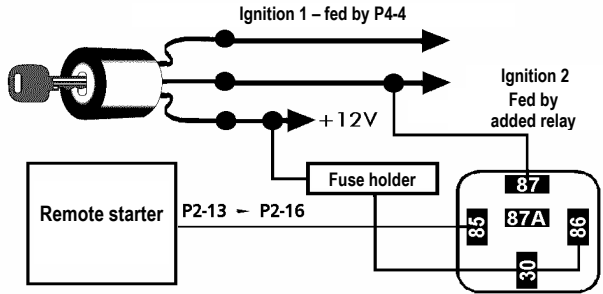 Ignition 1 – fed by P4-4
Ignition 2
Fed by
added relay
+12V
Fuse holder
Remote starter
P2-13 - P2-16
87
87A
85
86
30